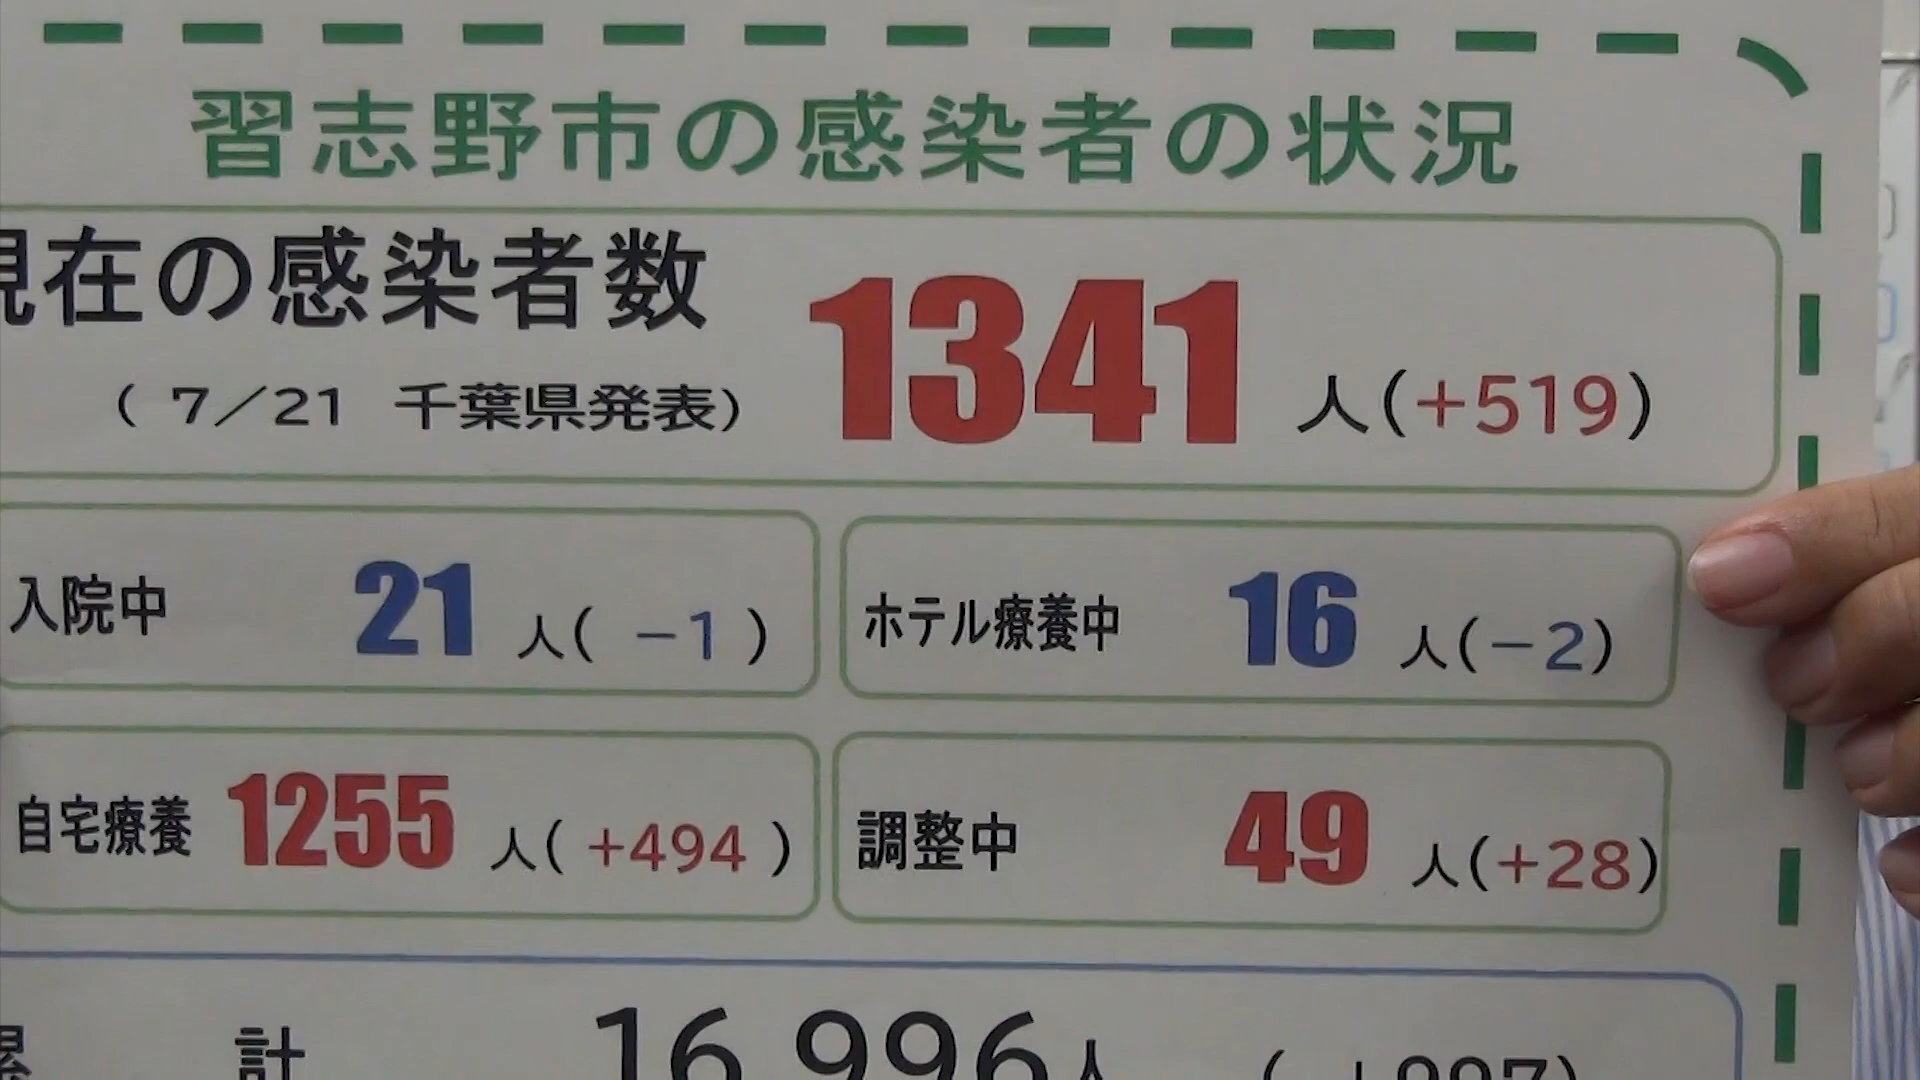 習志野市の感染者の状況
現在の感染者数 1341 人(+519)
( 7/21 千葉県発表)
入院中 21 人( -1 )
ホテル療養中 16 人(-2)
自宅療養 1255 人( +494 )
調整中 49 人(+28)
累 計 16,996人